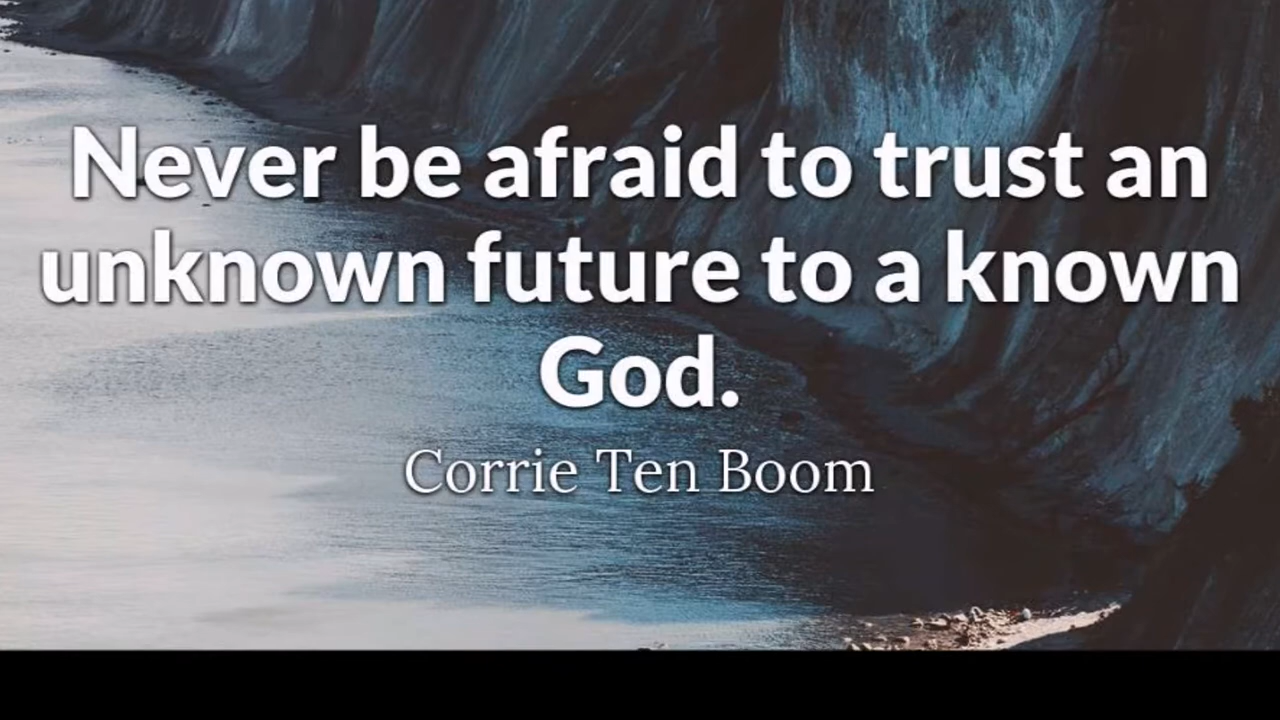 Never be afraid to trust an
unknown future to a known
God.
Corrie Ten Boom